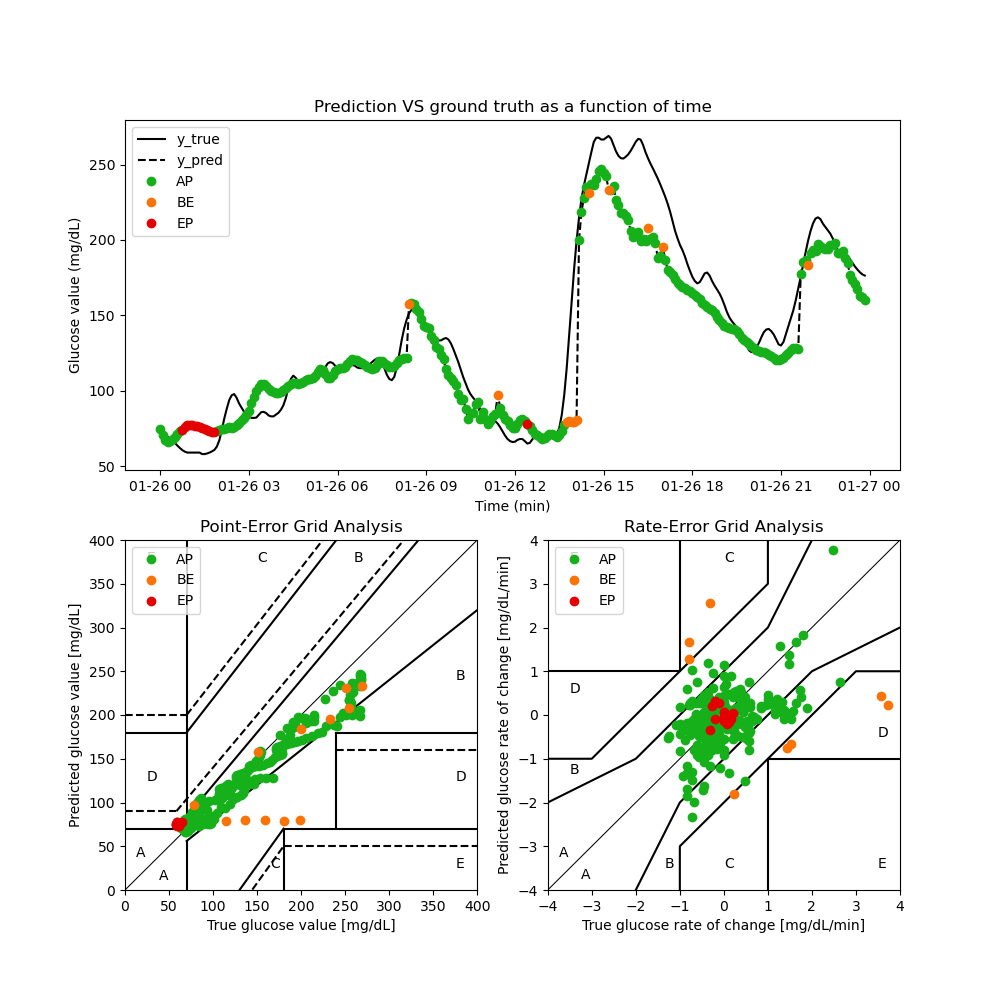 Prediction VS ground truth as a function of time
y_true
y_pred
AP
BE
EP
Glucose value (mg/dL)
250
200
150
100
50
01-26 00 01-26 03 01-26 06 01-26 09 01-26 12 01-26 15 01-26 18 01-26 21 01-27 00
Time (min)
Point-Error Grid Analysis
AP
BE
EP
C
B
B
D
D
A
A
C
E
Predicted glucose value [mg/dL]
400
350
300
250
200
150
100
50
0
0 50 100 150 200 250 300 350 400
True glucose value [mg/dL]
Rate-Error Grid Analysis
AP
BE
EP
C
D
D
B
A
A
B
C
E
Predicted glucose rate of change [mg/dL/min]
4
3
2
1
0
−1
−2
−3
−4
−4 −3 −2 −1 0 1 2 3 4
True glucose rate of change [mg/dL/min]